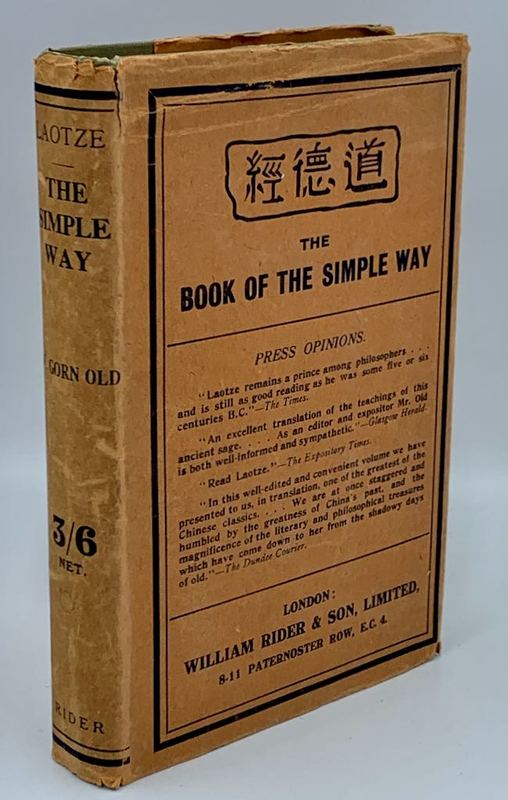 LAOTZE
THE
SIMPLE
WAY
GORN OLD
3/6
NET.
RIDER
道德經
THE
BOOK OF THE SIMPLE WAY
PRESS OPINIONS.
"Laotze remains a prince among philosophers . . .
and is still as good reading as he was some five or six
centuries B.C."—The Times.
"An excellent translation of the teachings of this
ancient sage. . . . As an editor and expositor Mr. Old
is both well-informed and sympathetic."—Glasgow Herald.
"Read Laotze."—The Expository Times.
"In this well-edited and convenient volume we have
presented to us, in translation, one of the greatest of the
Chinese classics. . . . We are at once staggered and
humbled by the greatness of China's past, and the
magnificence of the literary and philosophical treasures
which have come down to her from the shadowy days
of old."—The Dundee Courier.
LONDON:
WILLIAM RIDER & SON, LIMITED,
8-11 PATERNOSTER ROW, E.C. 4.